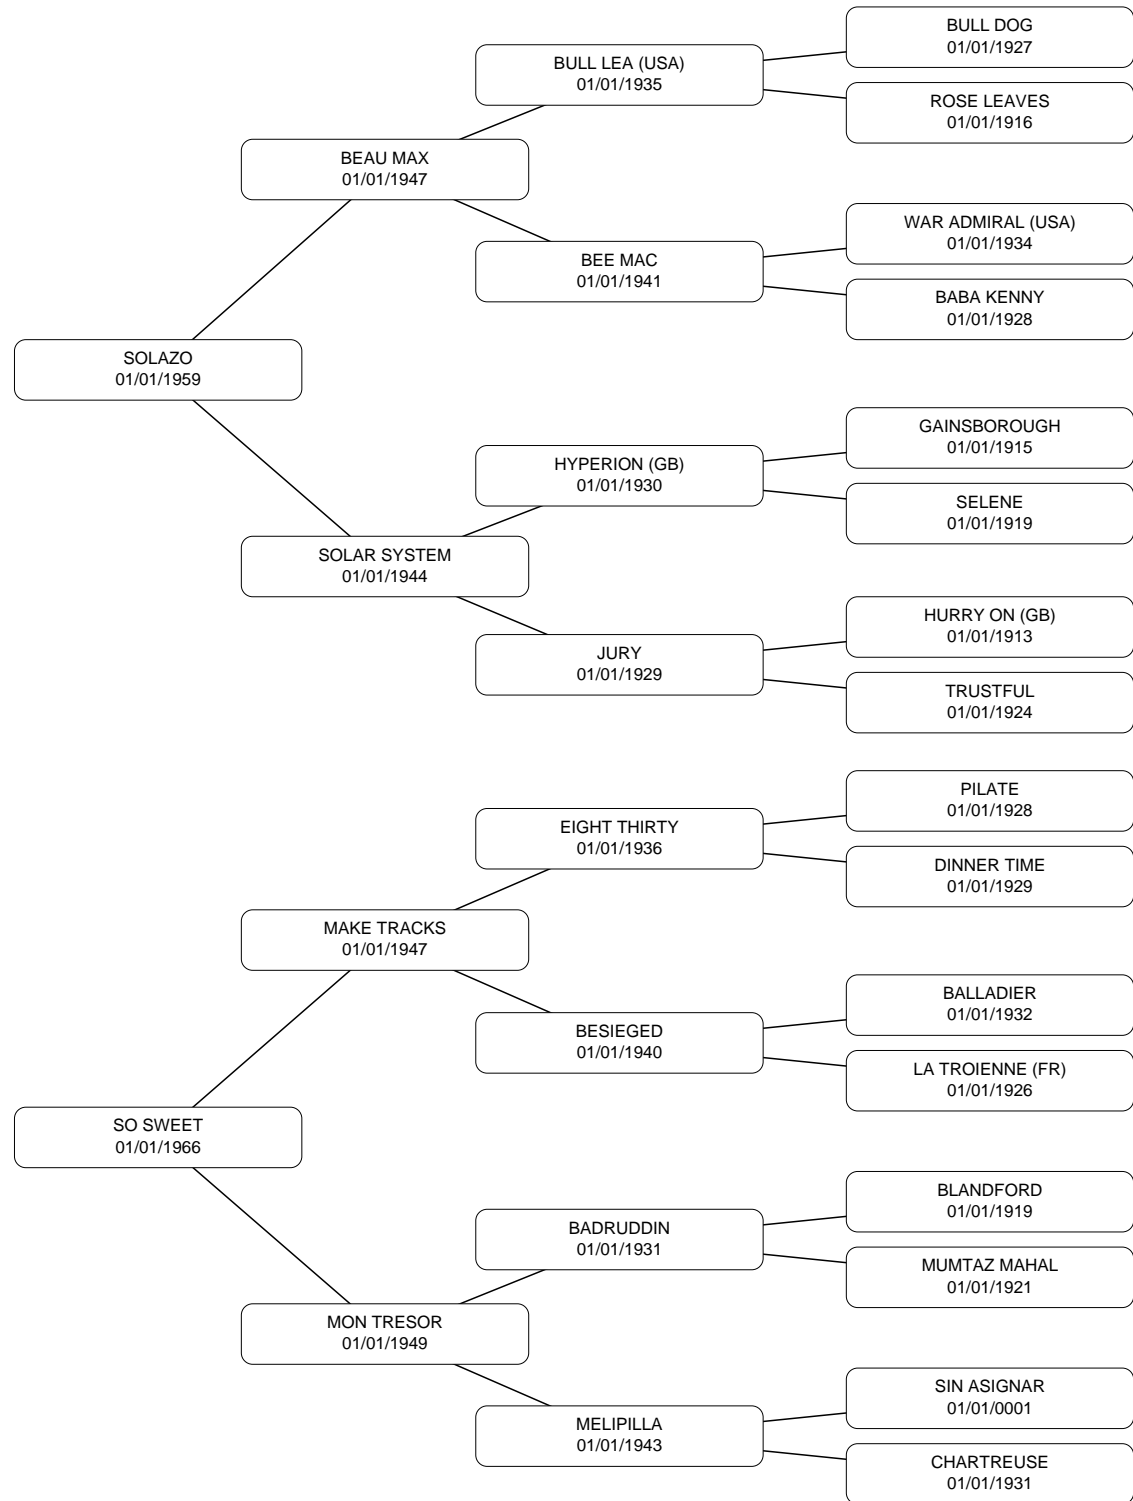 BULL DOG
01/01/1927
BULL LEA (USA)
01/01/1935
ROSE LEAVES
01/01/1916
BEAU MAX
01/01/1947
WAR ADMIRAL (USA)
01/01/1934
BEE MAC
01/01/1941
BABA KENNY
01/01/1928
SOLAZO
01/01/1959
GAINSBOROUGH
01/01/1915
HYPERION (GB)
01/01/1930
SELENE
01/01/1919
SOLAR SYSTEM
01/01/1944
HURRY ON (GB)
01/01/1913
JURY
01/01/1929
TRUSTFUL
01/01/1924
PILATE
01/01/1928
EIGHT THIRTY
01/01/1936
DINNER TIME
01/01/1929
MAKE TRACKS
01/01/1947
BALLADIER
01/01/1932
BESIEGED
01/01/1940
LA TROIENNE (FR)
01/01/1926
SO SWEET
01/01/1966
BLANDFORD
01/01/1919
BADRUDDIN
01/01/1931
MUMTAZ MAHAL
01/01/1921
MON TRESOR
01/01/1949
SIN ASIGNAR
01/01/0001
MELIPILLA
01/01/1943
CHARTREUSE
01/01/1931